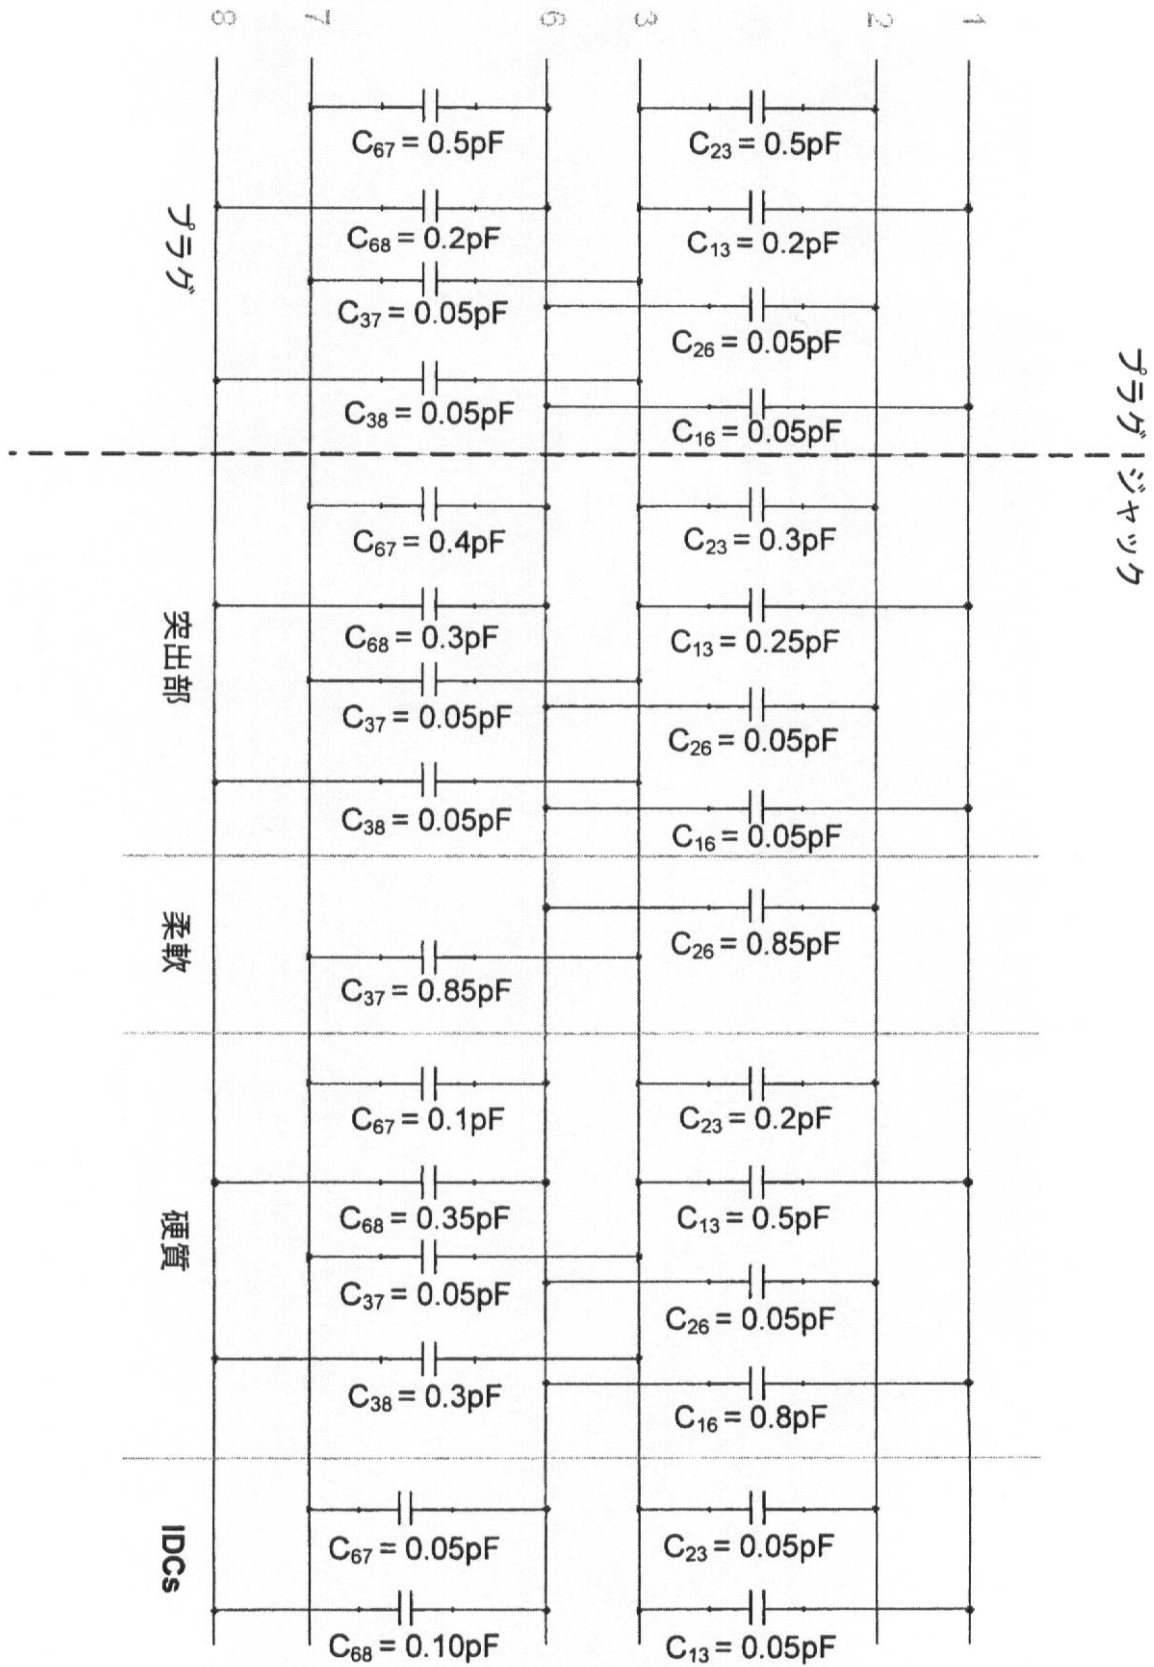 8 7 6 3 2 1
C67 = 0.5pF
C23 = 0.5pF
C68 = 0.2pF
C13 = 0.2pF
C37 = 0.05pF
C26 = 0.05pF
C38 = 0.05pF
C16 = 0.05pF
プラグ
プラグ ジャック
C67 = 0.4pF
C23 = 0.3pF
C68 = 0.3pF
C13 = 0.25pF
C37 = 0.05pF
C26 = 0.05pF
C38 = 0.05pF
C16 = 0.05pF
突出部
C26 = 0.85pF
C37 = 0.85pF
柔軟
C67 = 0.1pF
C23 = 0.2pF
C68 = 0.35pF
C13 = 0.5pF
C37 = 0.05pF
C26 = 0.05pF
C38 = 0.3pF
C16 = 0.8pF
硬質
C67 = 0.05pF
C23 = 0.05pF
C68 = 0.10pF
C13 = 0.05pF
IDCs